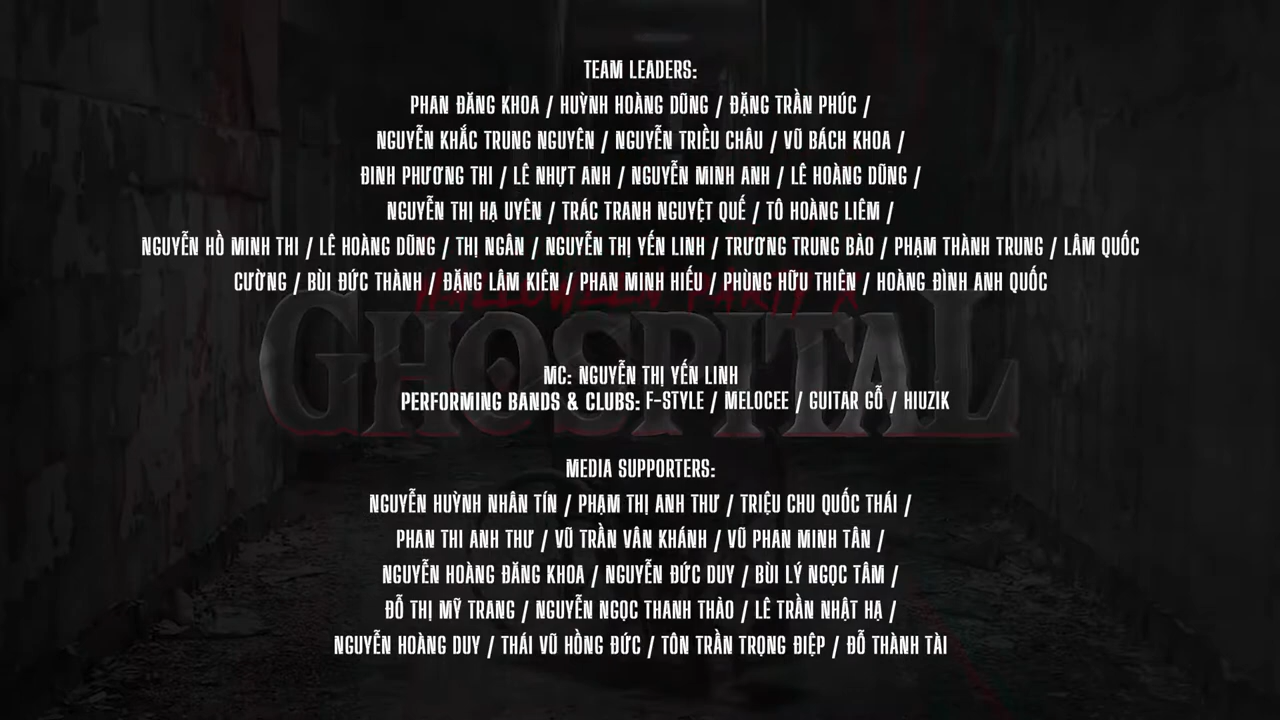 TEAM LEADERS:
PHAN ĐĂNG KHOA / HUỲNH HOÀNG DŨNG / ĐẶNG TRẦN PHÚC /
NGUYỄN KHẮC TRUNG NGUYÊN / NGUYỄN TRIỀU CHÂU / VŨ BÁCH KHOA /
ĐINH PHƯƠNG THI / LÊ NHỰT ANH / NGUYỄN MINH ANH / LÊ HOÀNG DŨNG /
NGUYỄN THỊ HẠ UYÊN / TRÁC TRANH NGUYỆT QUẾ / TÔ HOÀNG LIÊM /
NGUYỄN HỒ MINH THI / LÊ HOÀNG DŨNG / THỊ NGÂN / NGUYỄN THỊ YẾN LINH / TRƯƠNG TRUNG BẢO / PHẠM THÀNH TRUNG / LÂM QUỐC
CƯỜNG / BÙI ĐỨC THÀNH / ĐẶNG LÂM KIÊN / PHAN MINH HIẾU / PHÙNG HỮU THIÊN / HOÀNG ĐÌNH ANH QUỐC
HALLOWEEN PARTY X
GHOSPITAL
MC: NGUYỄN THỊ YẾN LINH
PERFORMING BANDS & CLUBS: F-STYLE / MELOCEE / GUITAR GỖ / HIUZIK
MEDIA SUPPORTERS:
NGUYỄN HUỲNH NHÂN TÍN / PHẠM THỊ ANH THƯ / TRIỆU CHU QUỐC THÁI /
PHAN THI ANH THƯ / VŨ TRẦN VÂN KHÁNH / VŨ PHAN MINH TÂN /
NGUYỄN HOÀNG ĐĂNG KHOA / NGUYỄN ĐỨC DUY / BÙI LÝ NGỌC TÂM /
ĐỖ THỊ MỸ TRANG / NGUYỄN NGỌC THANH THẢO / LÊ TRẦN NHẬT HẠ /
NGUYỄN HOÀNG DUY / THÁI VŨ HỒNG ĐỨC / TÔN TRẦN TRỌNG ĐIỆP / ĐỖ THÀNH TÀI